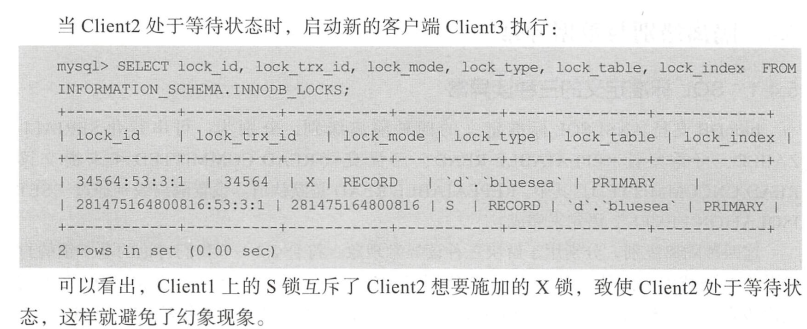 当 Client2 处于等待状态时，启动新的客户端 Client3 执行：
mysql> SELECT lock_id, lock_trx_id, lock_mode, lock_type, lock_table, lock_index FROM
INFORMATION_SCHEMA.INNODB_LOCKS;
+-------------+-------------+-----------+-----------+------------+------------+
| lock_id | lock_trx_id | lock_mode | lock_type | lock_table | lock_index |
+-------------+-------------+-----------+-----------+------------+------------+
| 34564:53:3:1 | 34564 | X | RECORD | `d`.`bluesea` | PRIMARY |
| 281475164800816:53:3:1 | 281475164800816 | S | RECORD | `d`.`bluesea` | PRIMARY |
+-------------+-------------+-----------+-----------+------------+------------+
2 rows in set (0.00 sec)
可以看出，Client1 上的 S 锁互斥了 Client2 想要施加的 X 锁，致使 Client2 处于等待状
态，这样就避免了幻象现象。